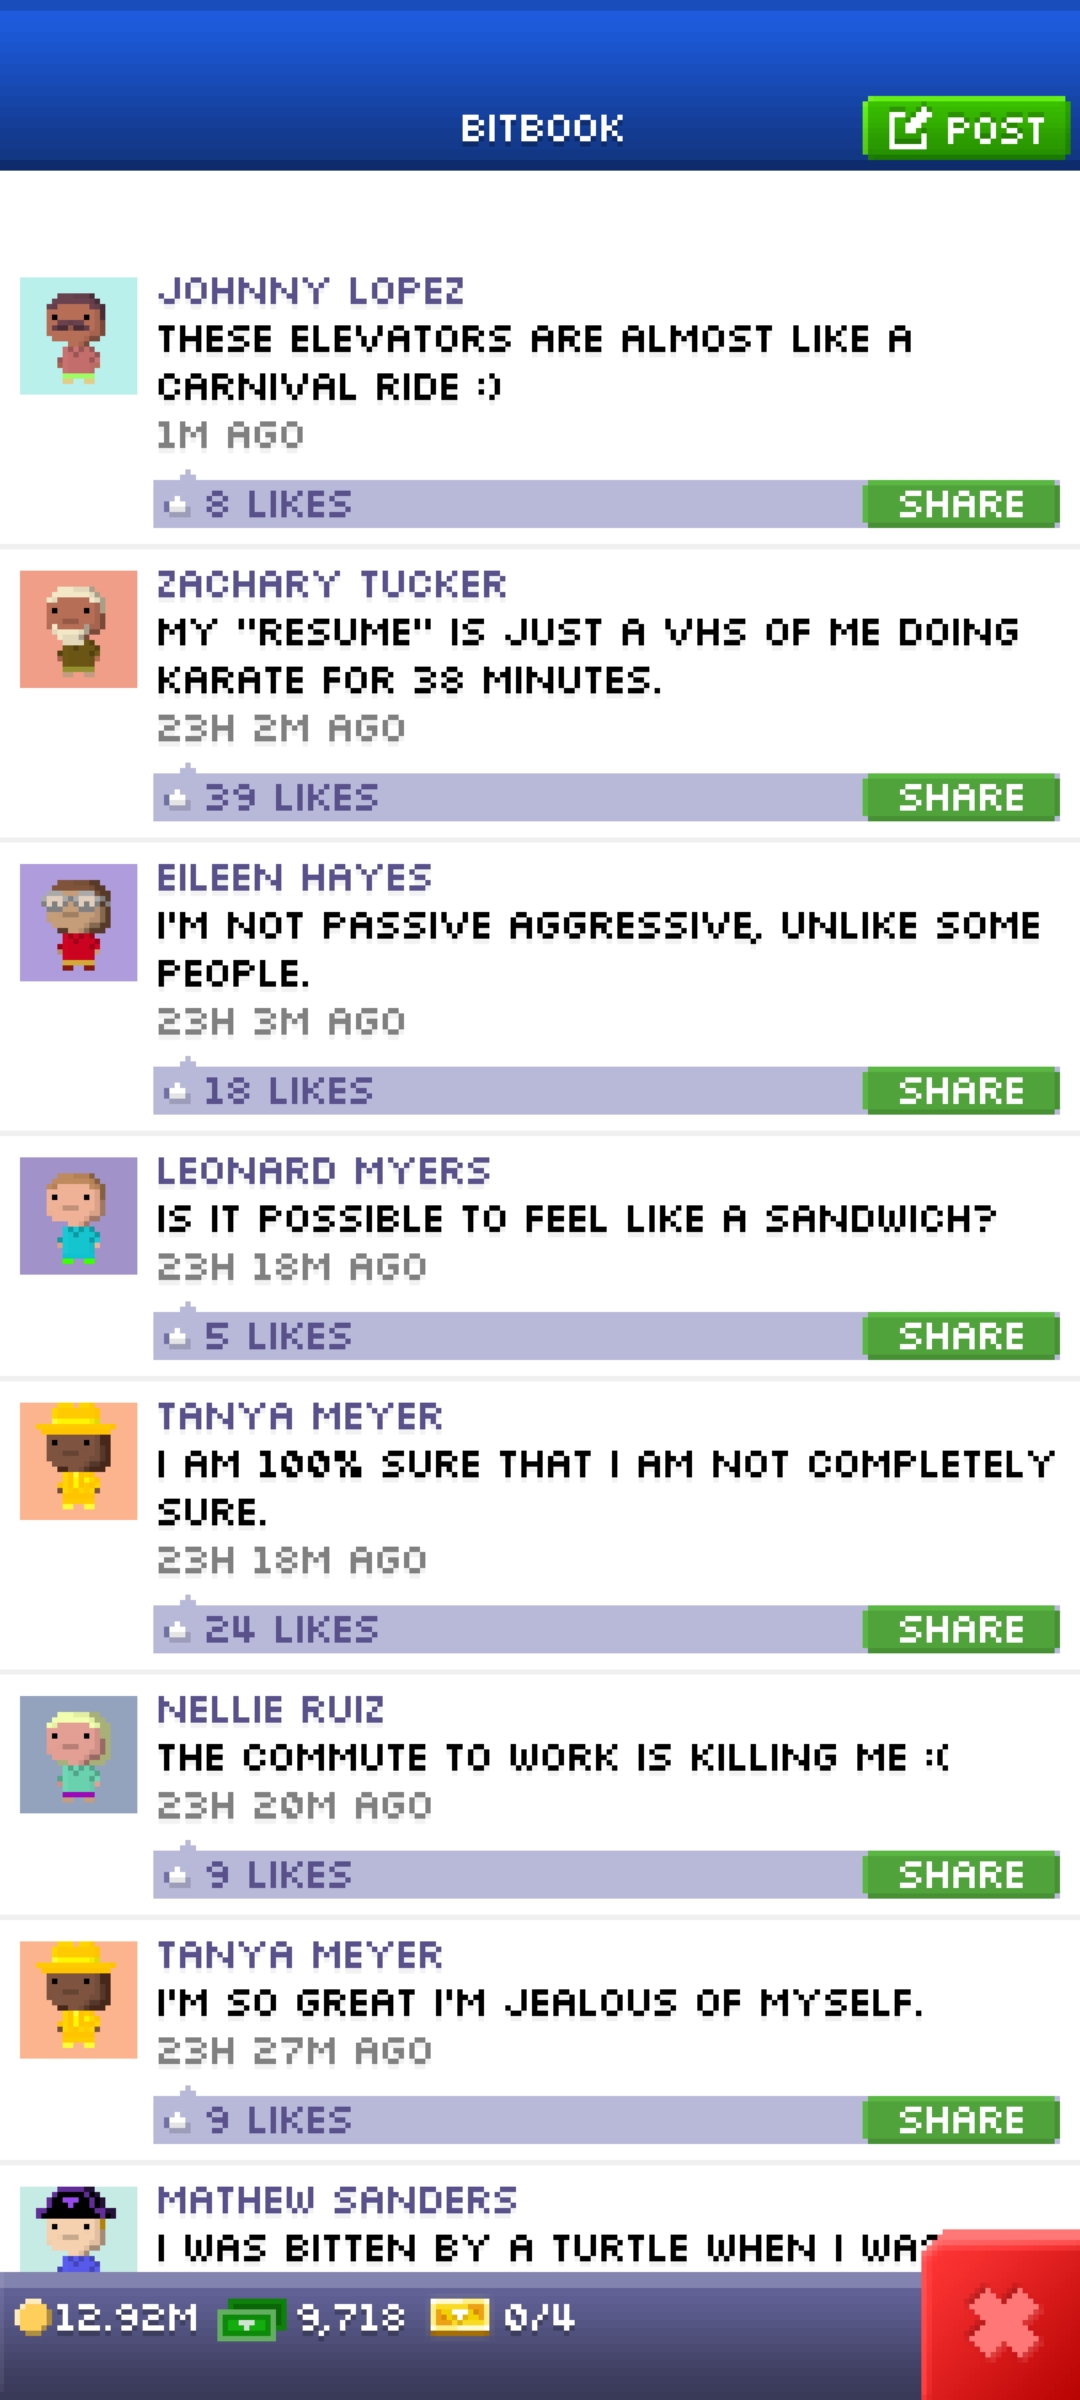 BITBOOK
POST
JOHNNY LOPEZ
THESE ELEVATORS ARE ALMOST LIKE A
CARNIVAL RIDE :)
1M AGO
8 LIKES
SHARE
ZACHARY TUCKER
MY "RESUME" IS JUST A VHS OF ME DOING
KARATE FOR 38 MINUTES.
23H 2M AGO
39 LIKES
SHARE
EILEEN HAYES
I'M NOT PASSIVE AGGRESSIVE, UNLIKE SOME
PEOPLE.
23H 3M AGO
18 LIKES
SHARE
LEONARD MYERS
IS IT POSSIBLE TO FEEL LIKE A SANDWICH?
23H 18M AGO
5 LIKES
SHARE
TANYA MEYER
I AM 100% SURE THAT I AM NOT COMPLETELY
SURE.
23H 18M AGO
24 LIKES
SHARE
NELLIE RUIZ
THE COMMUTE TO WORK IS KILLING ME :(
23H 20M AGO
9 LIKES
SHARE
TANYA MEYER
I'M SO GREAT I'M JEALOUS OF MYSELF.
23H 27M AGO
9 LIKES
SHARE
MATHEW SANDERS
I WAS BITTEN BY A TURTLE WHEN I WAS
12.92M 9,718 0/4